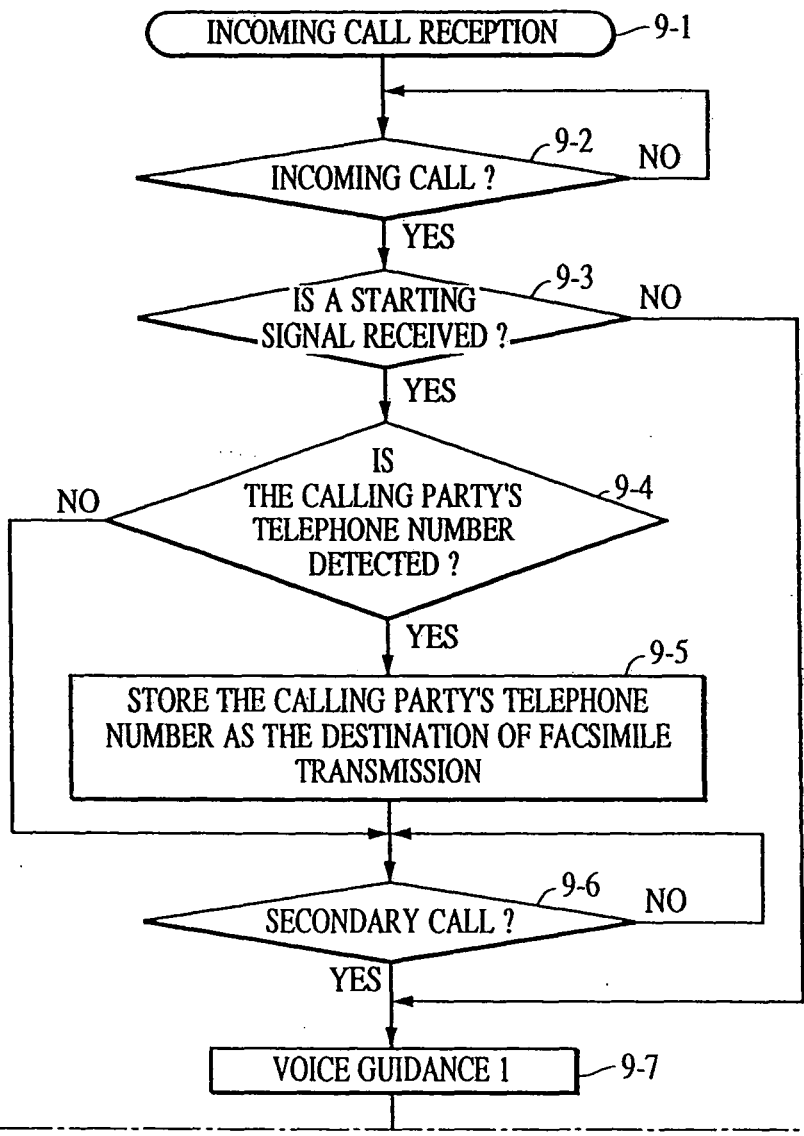 INCOMING CALL RECEPTION
9-1
9-2
NO
INCOMING CALL ?
YES
9-3
NO
IS A STARTING
SIGNAL RECEIVED ?
YES
IS
THE CALLING PARTY'S
TELEPHONE NUMBER
DETECTED ?
NO
9-4
YES
9-5
STORE THE CALLING PARTY'S TELEPHONE
NUMBER AS THE DESTINATION OF FACSIMILE
TRANSMISSION
9-6
NO
SECONDARY CALL ?
YES
VOICE GUIDANCE 1
9-7